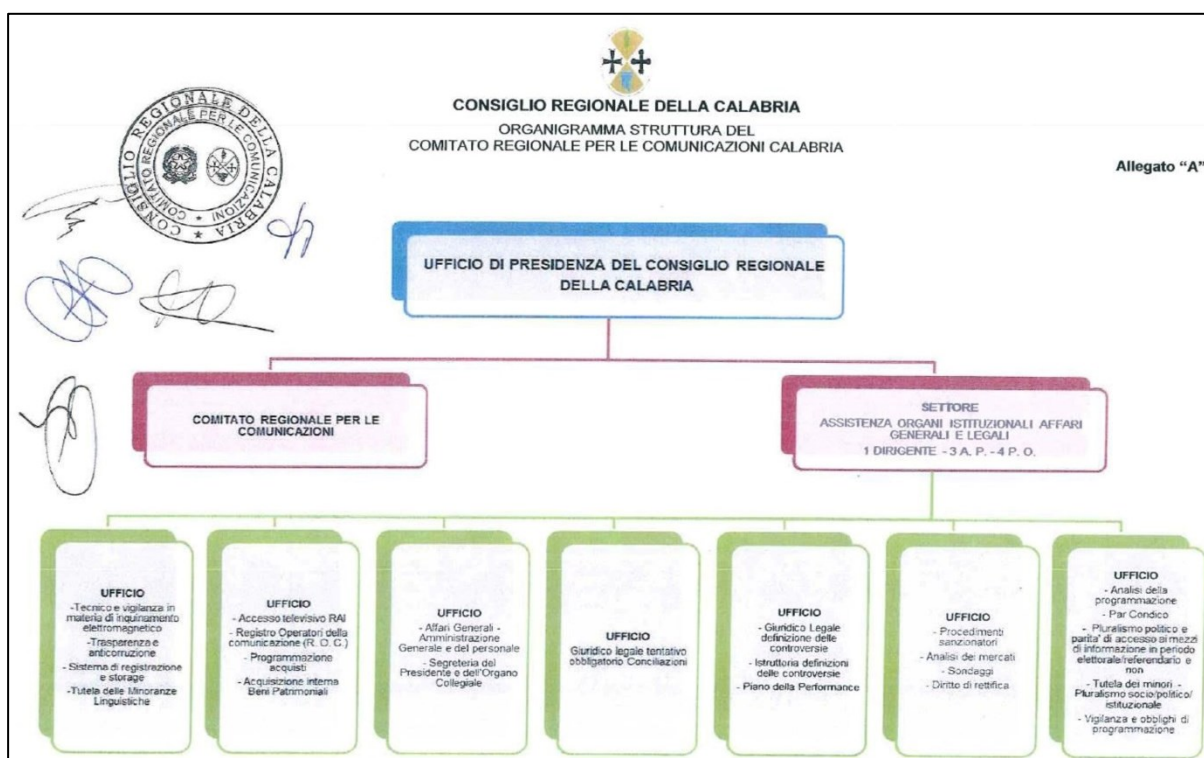 CONSIGLIO REGIONALE DELLA CALABRIA
ORGANIGRAMMA STRUTTURA DEL
COMITATO REGIONALE PER LE COMUNICAZIONI CALABRIA
Allegato "A"
CONSIGLIO REGIONALE DELLA CALABRIA
COMITATO REGIONALE PER LE COMUNICAZIONI
UFFICIO DI PRESIDENZA DEL CONSIGLIO REGIONALE
DELLA CALABRIA
COMITATO REGIONALE PER LE
COMUNICAZIONI
SETTORE
ASSISTENZA ORGANI ISTITUZIONALI AFFARI
GENERALI E LEGALI
1 DIRIGENTE - 3 A. P. - 4 P. O.
UFFICIO
-Tecnico e vigilanza in
materia di inquinamento
elettromagnetico
-Trasparenza e
anticorruzione
- Sistema di registrazione
e storage
-Tutela delle Minoranze
Linguistiche
UFFICIO
- Accesso televisivo RAI
- Registro Operatori della
comunicazione (R. O. C.)
- Programmazione
acquisti
- Acquisizione interna
Beni Patrimoniali
UFFICIO
- Affari Generali -
Amministrazione
Generale e del personale
- Segreteria del
Presidente e dell'Organo
Collegiale
UFFICIO
Giuridico legale tentativo
obbligatorio Conciliazioni
UFFICIO
- Giuridico Legale
definizione delle
controversie
- Istruttoria definizioni
delle controversie
- Piano della Performance
UFFICIO
- Procedimenti
sanzionatori
- Analisi dei mercati
- Sondaggi
- Diritto di rettifica
UFFICIO
- Analisi della
programmazione
- Par Condico
- Pluralismo politico e
parita' di accesso ai mezzi
di informazione in periodo
elettorale/referendario e
non
- Tutela dei minori -
Pluralismo socio/politico/
istituzionale
- Vigilanza e obblighi di
programmazione